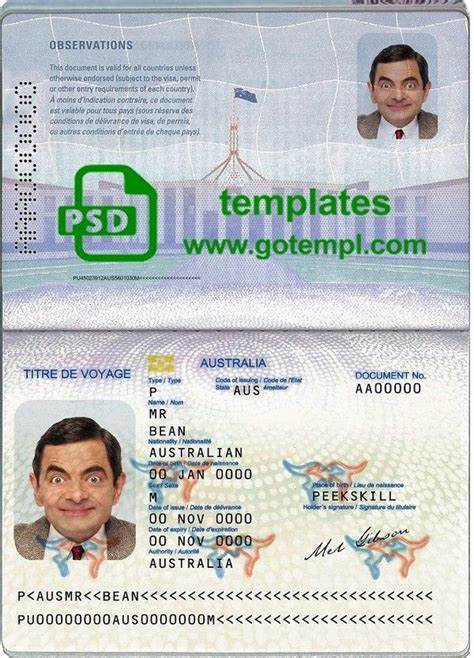 OBSERVATIONS
This document is valid for all countries unless
otherwise endorsed (subject to the visa, permit
or other entry requirements of each country).
À moins d'indication contraire, ce document
est valable pour tous pays (sous réserve des
conditions de délivrance de visa, de permis,
ou autres conditions d'entrée de chaque pays).
PSD
templates
www.gotempl.com
TITRE DE VOYAGE
AUSTRALIA
Type / Type
Code of issuing / Code de l'Etat
State émetteur
DOCUMENT No.
P
AUS
AA00000
Name / Nom
MR
BEAN
Nationality / Nationalité
AUSTRALIAN
Date of birth / Date de naissance
00 JAN 0000
Sex / Sexe
Place of birth / Lieu de naissance
M
PEEKSKILL
Date of issue / Date de délivrance
Holder's signature / Signature du titulaire
00 NOV 0000
Date of expiry / Date d'expiration
00 NOV 0000
Mel Gibson
Authority / Autorité
AUSTRALIA
P<AUSMR<<BEAN<<<<<<<<<<<<<<<<<<<<<<<<<<<<<<<
PU00000000AUS0000000M<<<<<<<<<<<<<<<<<<<<<<<